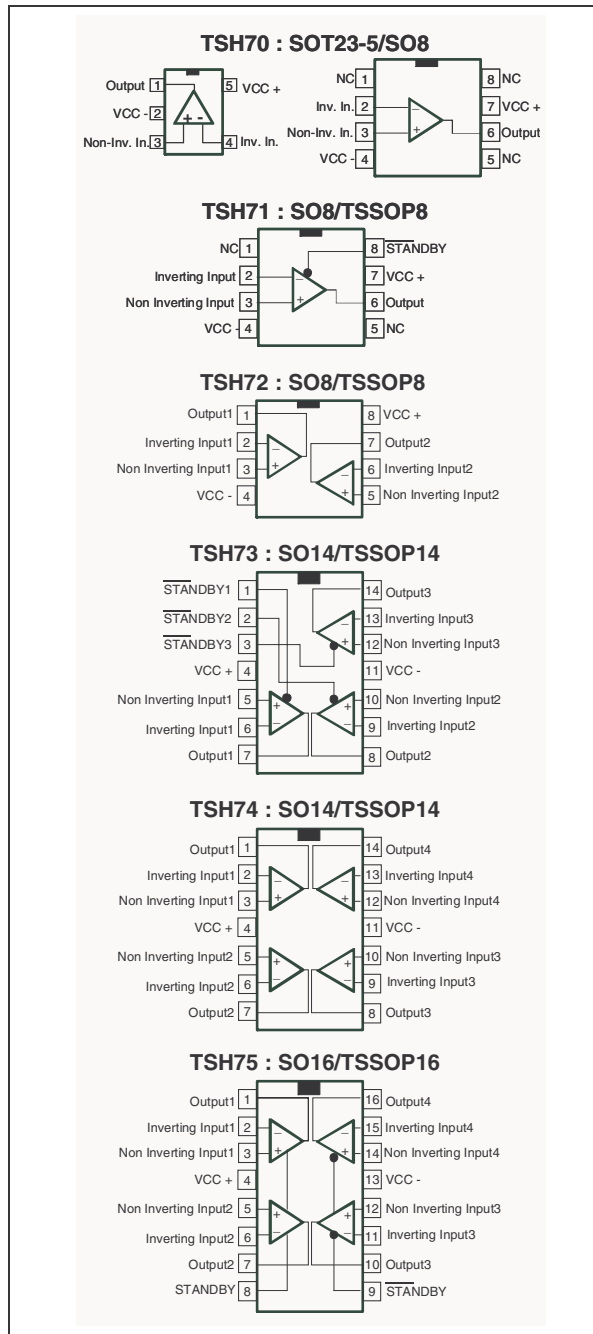 TSH70 : SOT23-5/SO8
Output 1 5 VCC +
VCC - 2
Non-Inv. In. 3 4 Inv. In.
+ -
NC 1 8 NC
Inv. In. 2 _ 7 VCC +
Non-Inv. In. 3 + 6 Output
VCC - 4 5 NC
TSH71 : SO8/TSSOP8
NC 1 8 STANDBY
Inverting Input 2 _ 7 VCC +
Non Inverting Input 3 + 6 Output
VCC - 4 5 NC
TSH72 : SO8/TSSOP8
Output1 1 8 VCC +
Inverting Input1 2 _ 7 Output2
Non Inverting Input1 3 + _ 6 Inverting Input2
VCC - 4 + 5 Non Inverting Input2
TSH73 : SO14/TSSOP14
STANDBY1 1 14 Output3
STANDBY2 2 _ 13 Inverting Input3
STANDBY3 3 + 12 Non Inverting Input3
VCC + 4 11 VCC -
Non Inverting Input1 5 + + 10 Non Inverting Input2
Inverting Input1 6 _ _ 9 Inverting Input2
Output1 7 8 Output2
TSH74 : SO14/TSSOP14
Output1 1 14 Output4
Inverting Input1 2 _ _ 13 Inverting Input4
Non Inverting Input1 3 + + 12 Non Inverting Input4
VCC + 4 11 VCC -
Non Inverting Input2 5 + + 10 Non Inverting Input3
Inverting Input2 6 _ _ 9 Inverting Input3
Output2 7 8 Output3
TSH75 : SO16/TSSOP16
Output1 1 16 Output4
Inverting Input1 2 _ _ 15 Inverting Input4
Non Inverting Input1 3 + + 14 Non Inverting Input4
VCC + 4 13 VCC -
Non Inverting Input2 5 + + 12 Non Inverting Input3
Inverting Input2 6 _ _ 11 Inverting Input3
Output2 7 10 Output3
STANDBY 8 9 STANDBY